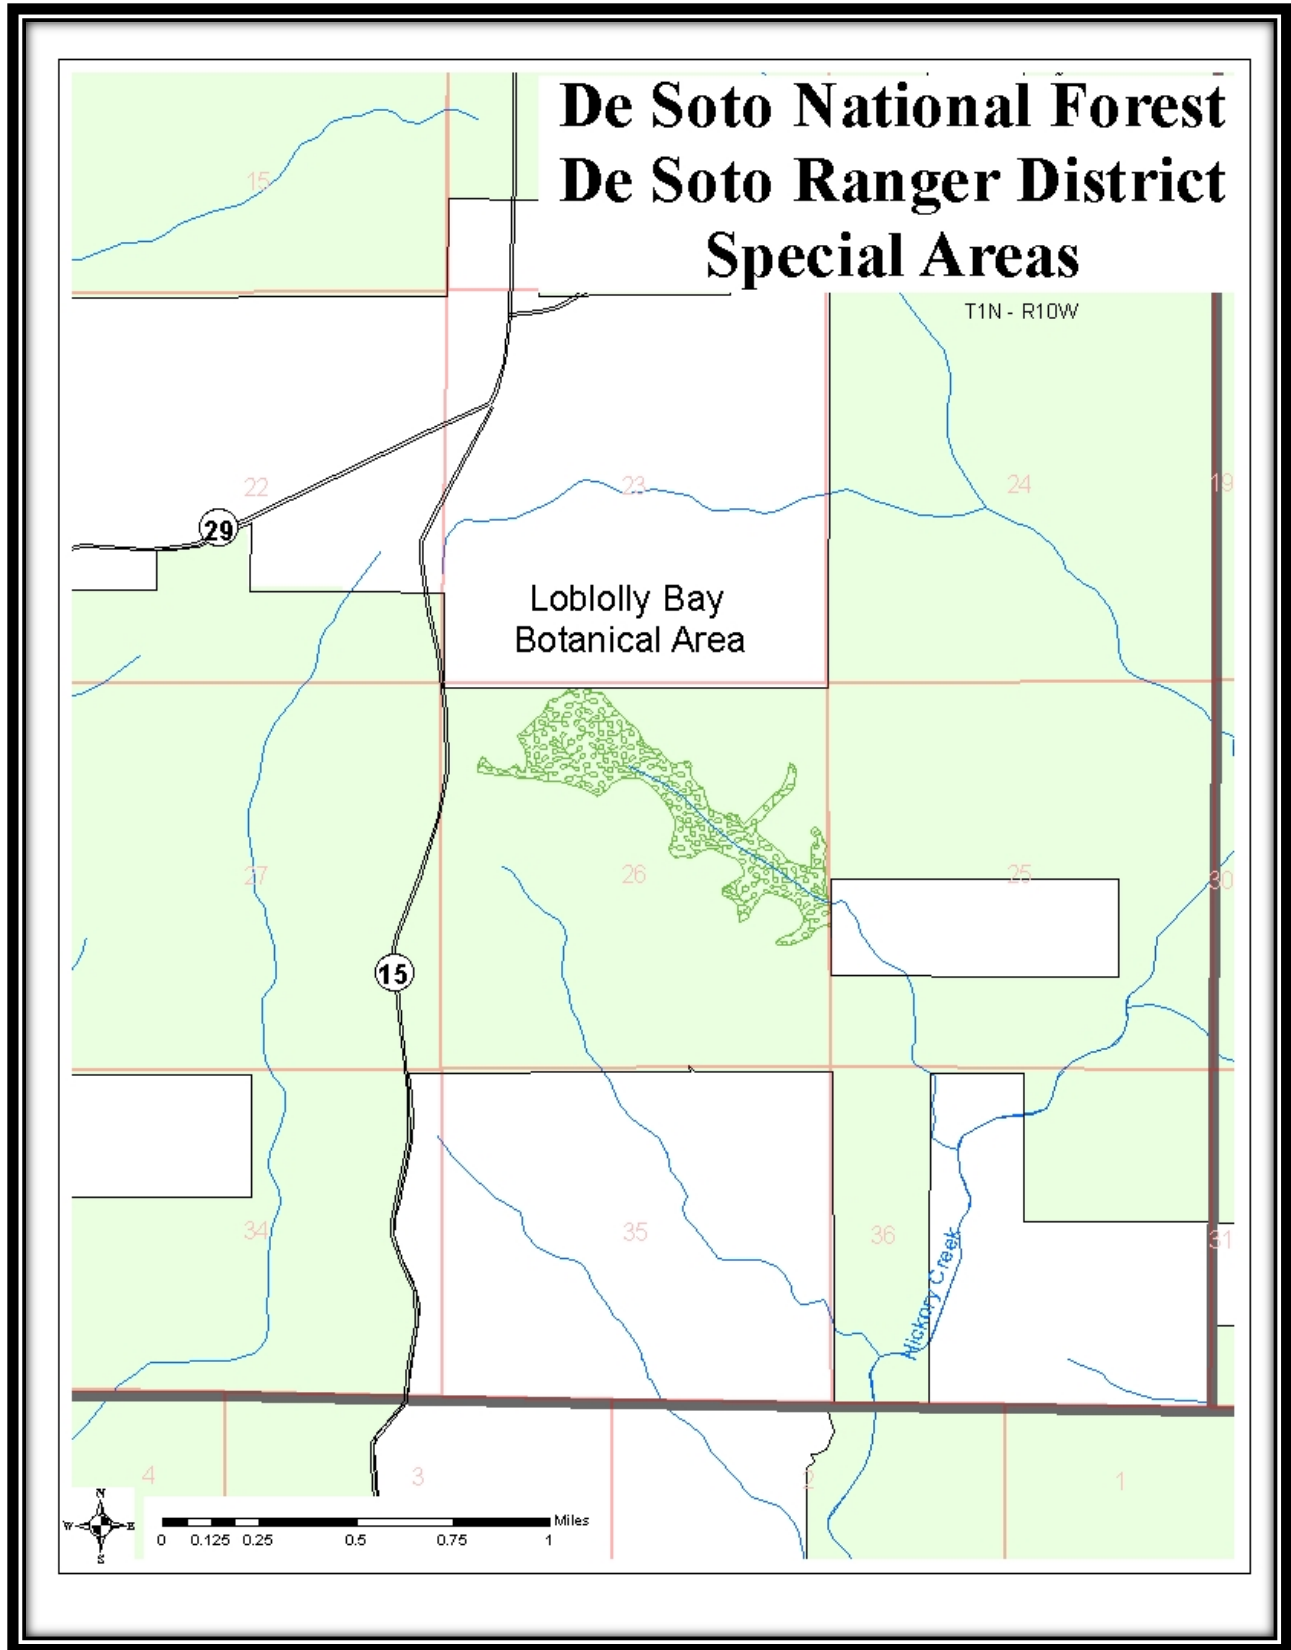 De Soto National Forest
De Soto Ranger District
Special Areas
T1N - R10W
15
22
23
24
19
29
Loblolly Bay
Botanical Area
27
26
25
30
15
34
35
36
31
Hickory Creek
4
3
2
1
N
W
E
S
Miles
0 0.125 0.25 0.5 0.75 1